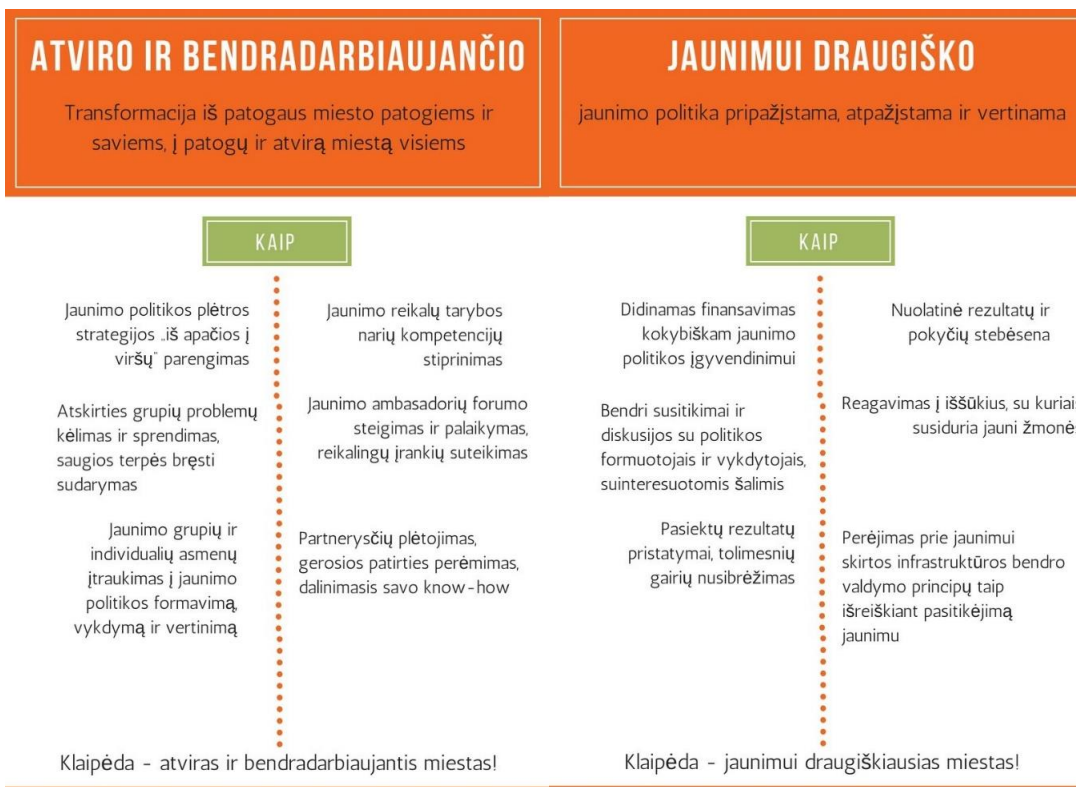 ATVIRO IR BENDRADARBIAUJANČIO
Transformacija iš patogaus miesto patogiems ir
saviems, į patogų ir atvirą miestą visiems
KAIP
Jaunimo politikos plėtros
strategijos „iš apačios į
viršų" parengimas
Jaunimo reikalų tarybos
narių kompetencijų
stiprinimas
Atskirties grupių problemų
kėlimas ir sprendimas,
saugios terpės bręsti
sudarymas
Jaunimo ambasadorių forumo
steigimas ir palaikymas,
reikalingų įrankių suteikimas
Jaunimo grupių ir
individualių asmenų
įtraukimas į jaunimo
politikos formavimą,
vykdymą ir vertinimą
Partnerysčių plėtojimas,
gerosios patirties perėmimas,
dalinimasis savo know-how
Klaipėda - atviras ir bendradarbiaujantis miestas!
JAUNIMUI DRAUGIŠKO
jaunimo politika pripažįstama, atpažįstama ir vertinama
KAIP
Didinamas finansavimas
kokybiškam jaunimo
politikos įgyvendinimui
Nuolatinė rezultatų ir
pokyčių stebėsena
Bendri susitikimai ir
diskusijos su politikos
formuotojais ir vykdytojais,
suinteresuotomis šalimis
Reagavimas į iššūkius, su kuriais
susiduria jauni žmonės
Pasiektų rezultatų
pristatymai, tolimesnių
gairių nusibrėžimas
Perėjimas prie jaunimui
skirtos infrastruktūros bendro
valdymo principų taip
išreiškiant pasitikėjimą
jaunimu
Klaipėda - jaunimui draugiškiausias miestas!